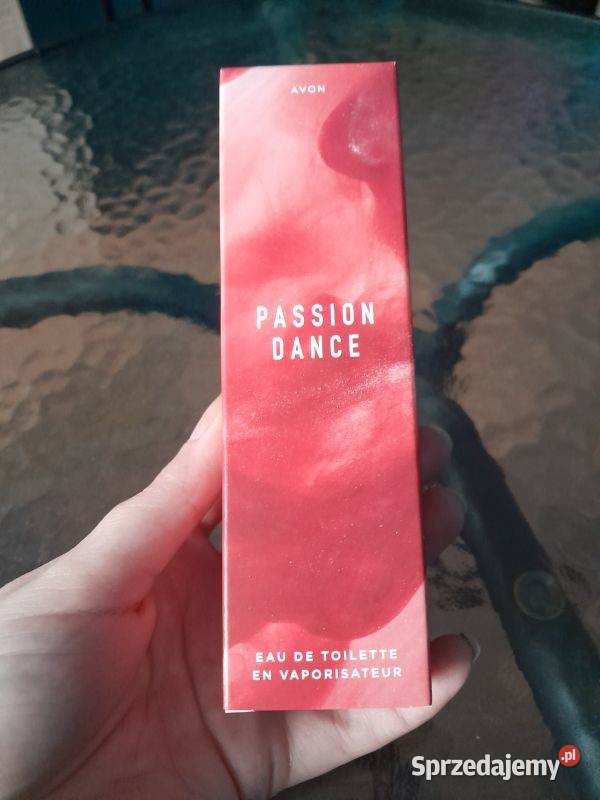 AVON
PASSION
DANCE
EAU DE TOILETTE
EN VAPORISATEUR
Sprzedajemy.pl